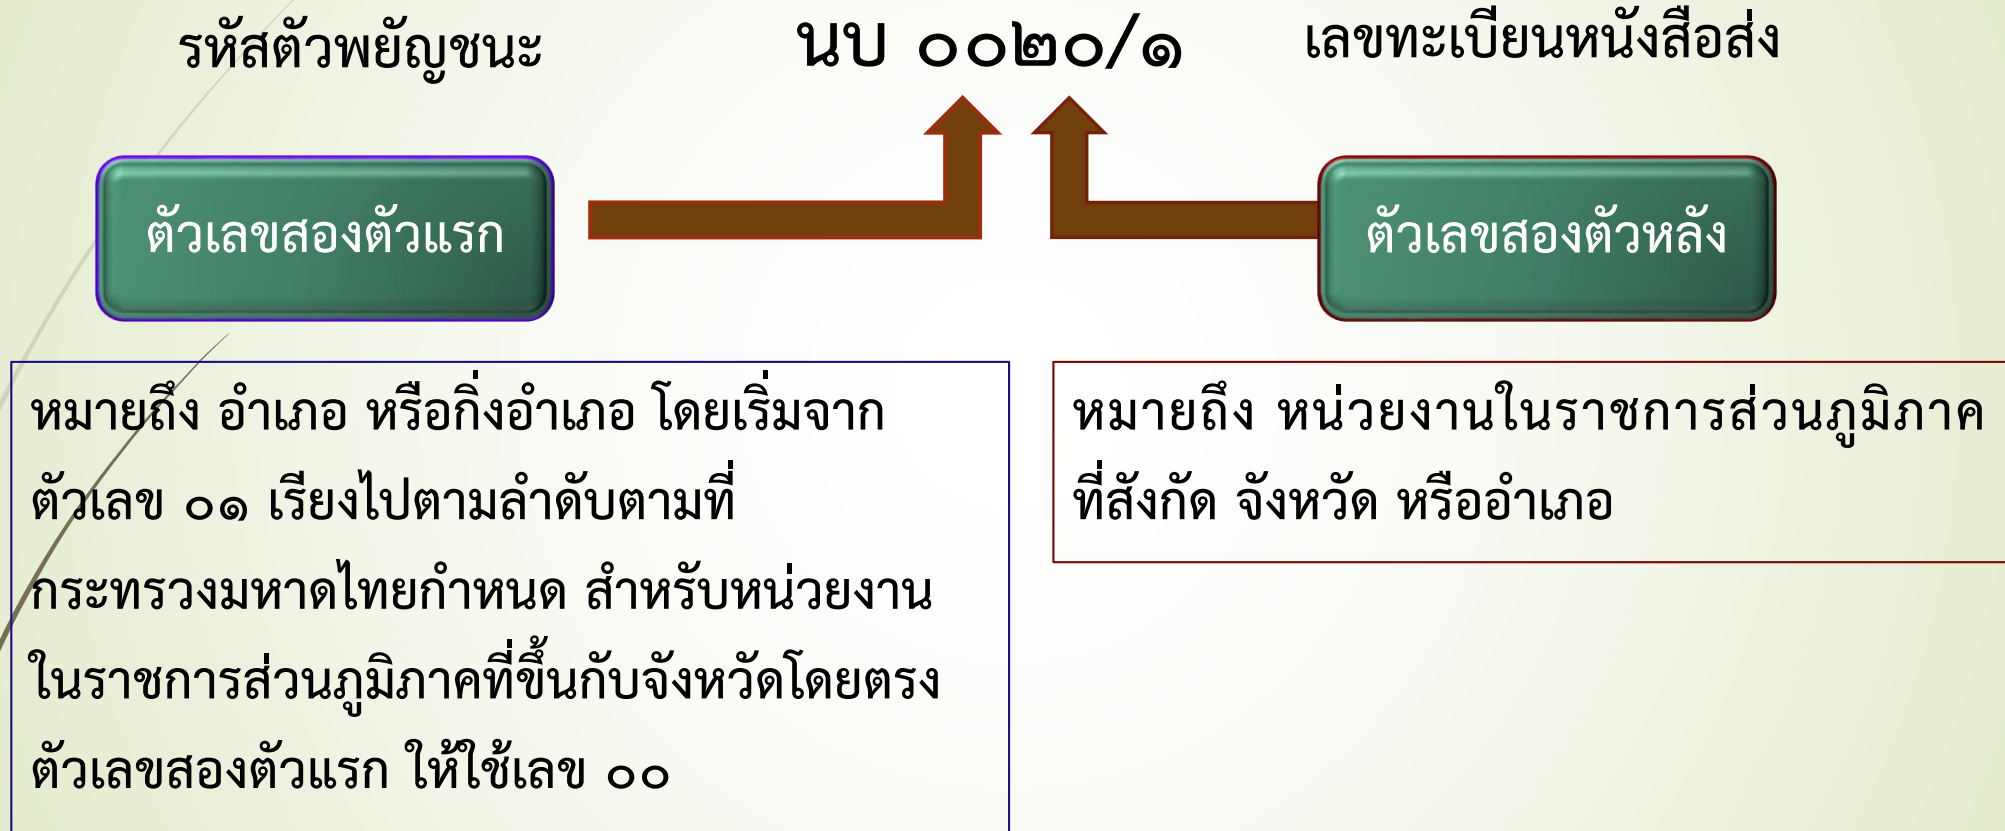 รหัสตัวพยัญชนะ นบ ๐๐๒๐/๑ เลขทะเบียนหนังสือส่ง
ตัวเลขสองตัวแรก
ตัวเลขสองตัวหลัง
หมายถึง อำเภอ หรือกิ่งอำเภอ โดยเริ่มจาก
ตัวเลข ๐๑ เรียงไปตามลำดับตามที่
กระทรวงมหาดไทยกำหนด สำหรับหน่วยงาน
ในราชการส่วนภูมิภาคที่ขึ้นกับจังหวัดโดยตรง
ตัวเลขสองตัวแรก ให้ใช้เลข ๐๐
หมายถึง หน่วยงานในราชการส่วนภูมิภาค
ที่สังกัด จังหวัด หรืออำเภอ